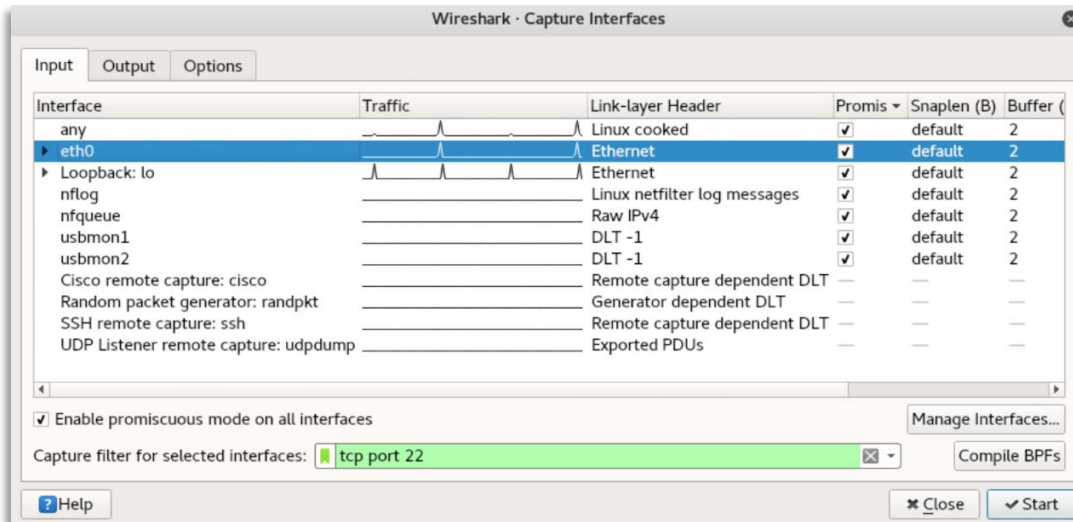 Wireshark · Capture Interfaces
Input Output Options
Interface Traffic Link-layer Header Promis Snaplen (B) Buffer (
any Linux cooked default 2
eth0 Ethernet default 2
Loopback: lo Ethernet default 2
nflog Linux netfilter log messages default 2
nfqueue Raw IPv4 default 2
usbmon1 DLT -1 default 2
usbmon2 DLT -1 default 2
Cisco remote capture: cisco Remote capture dependent DLT — — —
Random packet generator: randpkt Generator dependent DLT — — —
SSH remote capture: ssh Remote capture dependent DLT — — —
UDP Listener remote capture: udpdump Exported PDUs — — —
Enable promiscuous mode on all interfaces
Manage Interfaces...
Capture filter for selected interfaces: tcp port 22 Compile BPFs
?Help Close Start